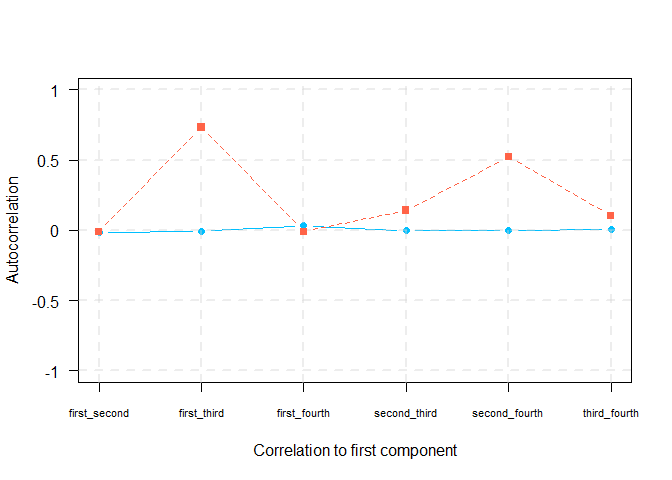 1
0.5
0
-0.5
-1
Autocorrelation
first_second first_third first_fourth second_third second_fourth third_fourth
Correlation to first component